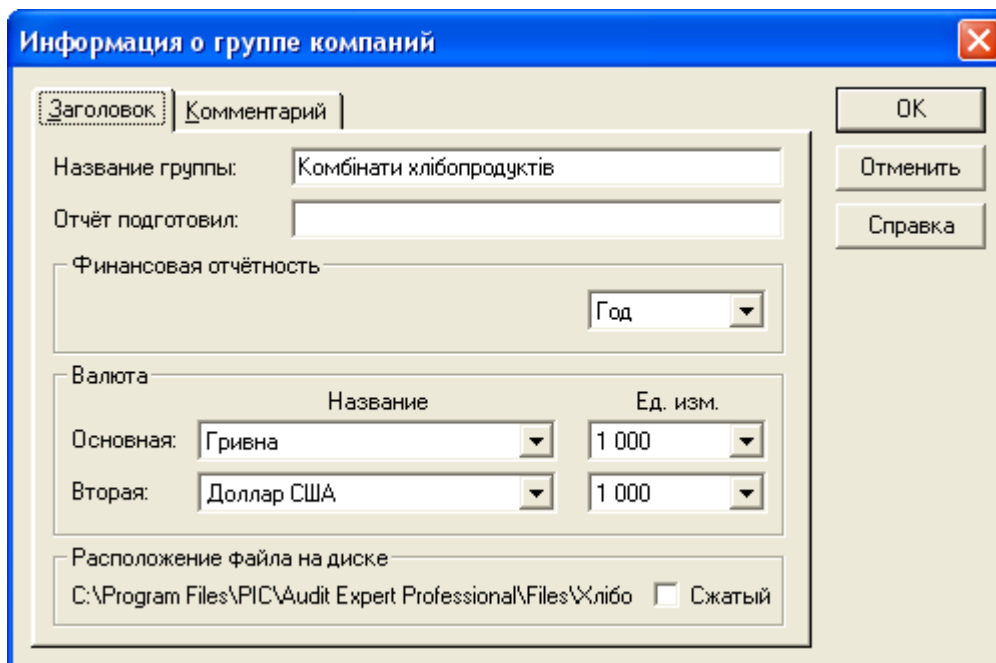 Информация о группе компаний
Заголовок Комментарий
OK
Название группы: Комбінати хлібопродуктів
Отменить
Отчёт подготовил:
Справка
Финансовая отчётность
Год
Валюта
Название Ед. изм.
Основная: Гривна 1 000
Вторая: Доллар США 1 000
Расположение файла на диске
C:\Program Files\PIC\Audit Expert Professional\Files\Хлібо Сжатый